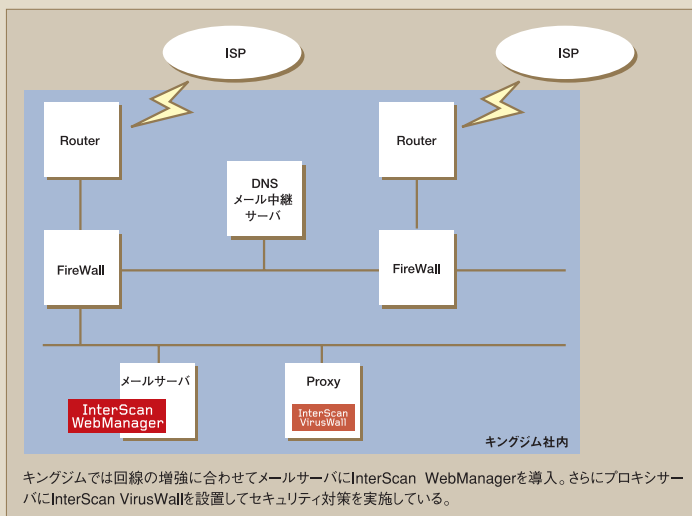 ISP
ISP
Router
Router
DNS
メール中継
サーバ
FireWall
FireWall
メールサーバ
InterScan
WebManager
Proxy
InterScan
VirusWall
キングジム社内
キングジムでは回線の増強に合わせてメールサーバにInterScan WebManagerを導入。さらにプロキシサー
バにInterScan VirusWallを設置してセキュリティ対策を実施している。